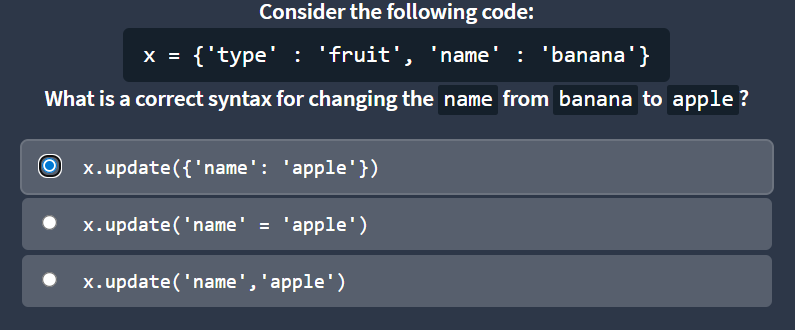 Consider the following code:
x = {'type' : 'fruit', 'name' : 'banana'}
What is a correct syntax for changing the name from banana to apple?
x.update({'name': 'apple'})
x.update('name' = 'apple')
x.update('name','apple')